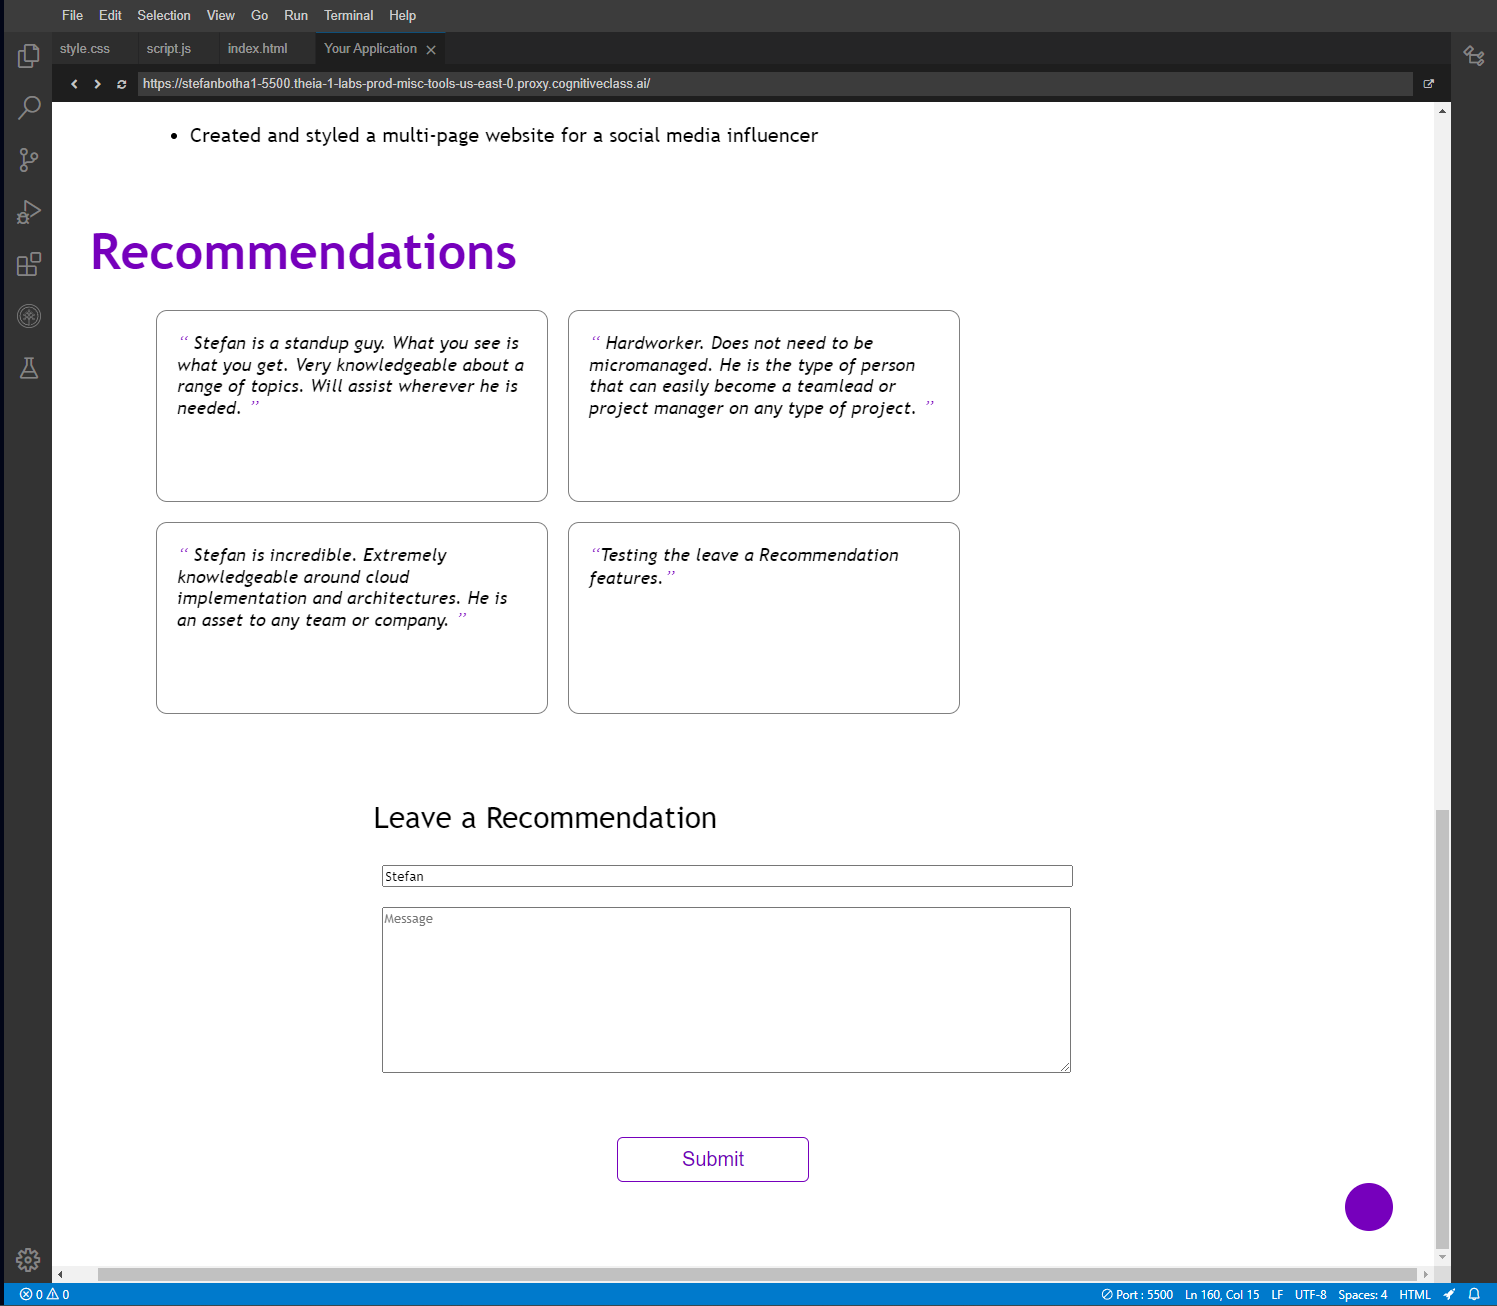 File Edit Selection View Go Run Terminal Help
style.css script.js index.html Your Application
https://stefanbotha1-5500.theia-1-labs-prod-misc-tools-us-east-0.proxy.cognitiveclass.ai/
• Created and styled a multi-page website for a social media influencer
Recommendations
“ Stefan is a standup guy. What you see is
what you get. Very knowledgeable about a
range of topics. Will assist wherever he is
needed. ”
“ Hardworker. Does not need to be
micromanaged. He is the type of person
that can easily become a teamlead or
project manager on any type of project. ”
“ Stefan is incredible. Extremely
knowledgeable around cloud
implementation and architectures. He is
an asset to any team or company. ”
“Testing the leave a Recommendation
features.”
Leave a Recommendation
Stefan
Message
Submit
0 0 Port : 5500 Ln 160, Col 15 LF UTF-8 Spaces: 4 HTML